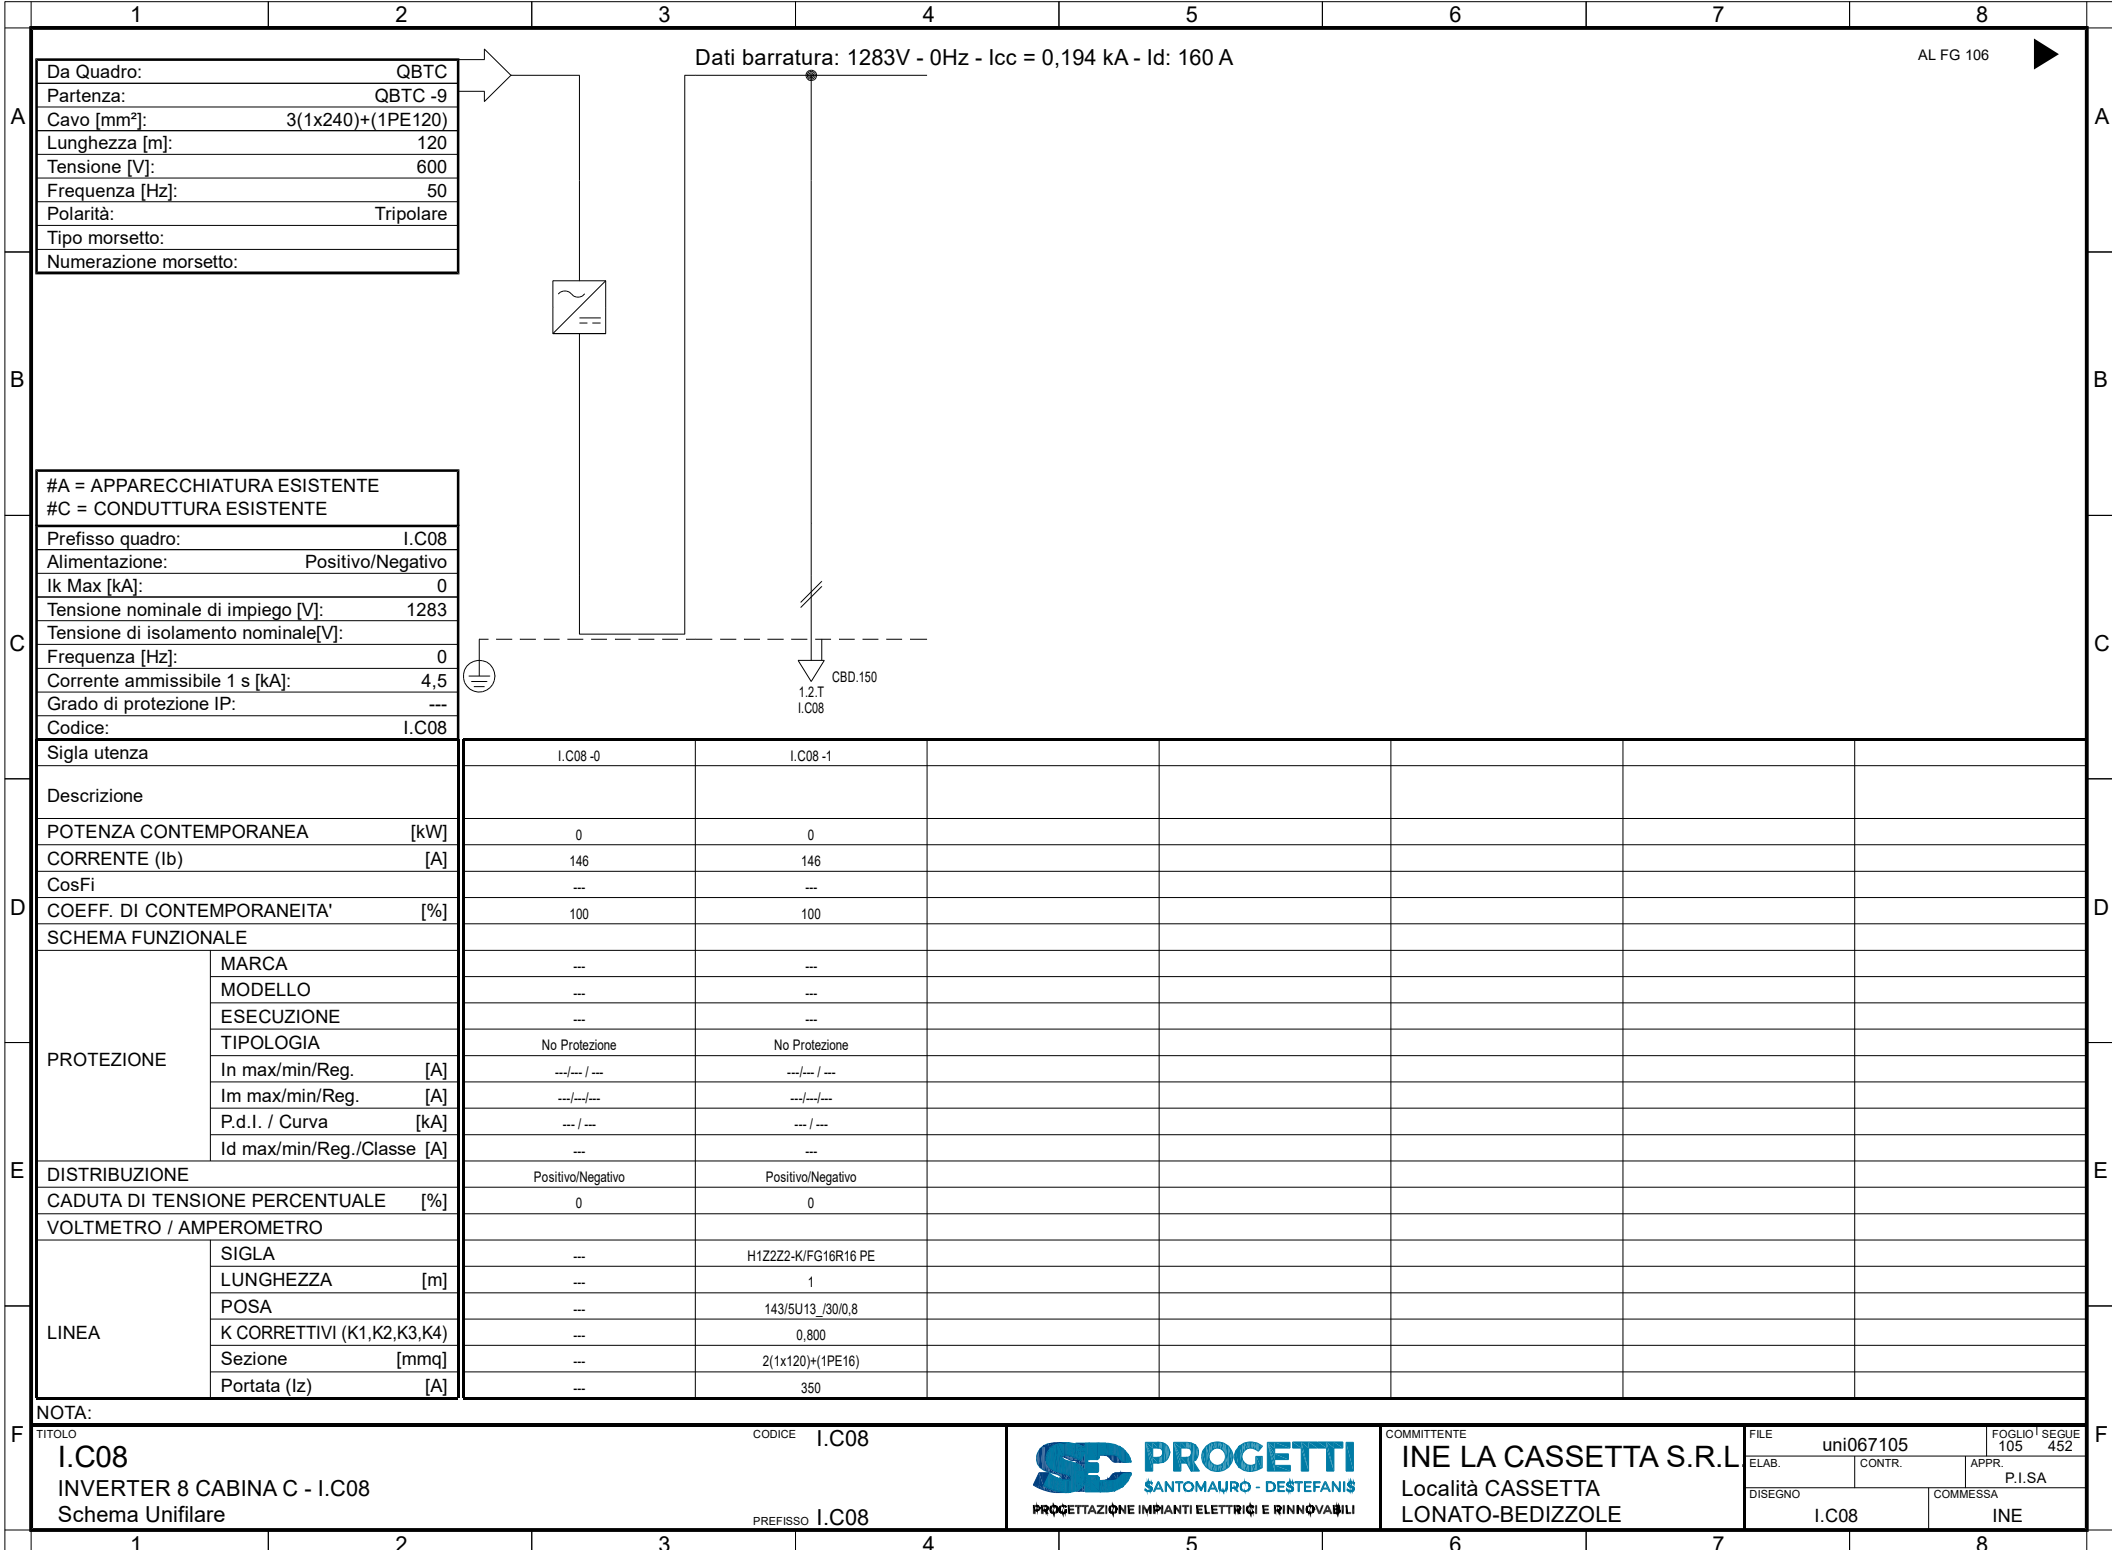 1 2 3 4 5 6 7 8
Dati barratura: 1283V - 0Hz - Icc = 0,194 kA - Id: 160 A
AL FG 106
Da Quadro: QBTC
Partenza: QBTC -9
Cavo [mm²]: 3(1x240)+(1PE120)
Lunghezza [m]: 120
Tensione [V]: 600
Frequenza [Hz]: 50
Polarità: Tripolare
Tipo morsetto:
Numerazione morsetto:
A A
B B
#A = APPARECCHIATURA ESISTENTE
#C = CONDUTTURA ESISTENTE
Prefisso quadro: I.C08
Alimentazione: Positivo/Negativo
Ik Max [kA]: 0
Tensione nominale di impiego [V]: 1283
Tensione di isolamento nominale[V]:
Frequenza [Hz]: 0
Corrente ammissibile 1 s [kA]: 4,5
Grado di protezione IP: ---
Codice: I.C08
C C
CBD.150
1.2.T
I.C08
Sigla utenza I.C08 -0 I.C08 -1
Descrizione
POTENZA CONTEMPORANEA [kW] 0 0
CORRENTE (Ib) [A] 146 146
CosFi --- ---
D D
COEFF. DI CONTEMPORANEITA' [%] 100 100
SCHEMA FUNZIONALE
PROTEZIONE
MARCA --- ---
MODELLO --- ---
ESECUZIONE --- ---
TIPOLOGIA No Protezione No Protezione
In max/min/Reg. [A] ---/--- / --- ---/--- / ---
Im max/min/Reg. [A] ---/---/--- ---/---/---
P.d.I. / Curva [kA] --- / --- --- / ---
Id max/min/Reg./Classe [A] --- ---
E E
DISTRIBUZIONE Positivo/Negativo Positivo/Negativo
CADUTA DI TENSIONE PERCENTUALE [%] 0 0
VOLTMETRO / AMPEROMETRO
LINEA
SIGLA --- H1Z2Z2-K/FG16R16 PE
LUNGHEZZA [m] --- 1
POSA --- 143/5U13_/30/0,8
K CORRETTIVI (K1,K2,K3,K4) --- 0,800
Sezione [mmq] --- 2(1x120)+(1PE16)
Portata (Iz) [A] --- 350
NOTA:
F F
TITOLO
I.C08
INVERTER 8 CABINA C - I.C08
Schema Unifilare
CODICE I.C08
PREFISSO I.C08
SD PROGETTI
SANTOMAURO - DESTEFANIS
PROGETTAZIONE IMPIANTI ELETTRICI E RINNOVABILI
COMMITTENTE
INE LA CASSETTA S.R.L.
Località CASSETTA
LONATO-BEDIZZOLE
FILE uni067105
FOGLIO 105
SEGUE 452
ELAB. CONTR. APPR. P.I.SA
DISEGNO I.C08
COMMESSA INE
1 2 3 4 5 6 7 8